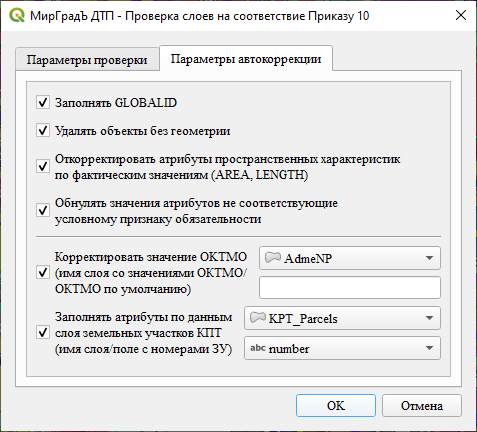 МирГрадЪ ДТП - Проверка слоев на соответствие Приказу 10
Параметры проверки
Параметры автокоррекции
Заполнять GLOBALID
Удалять объекты без геометрии
Откорректировать атрибуты пространственных характеристик
по фактическим значениям (AREA, LENGTH)
Обнулять значения атрибутов не соответствующие
условному признаку обязательности
Корректировать значение ОКТМО
(имя слоя со значениями ОКТМО/
ОКТМО по умолчанию)
AdmeNP
Заполнять атрибуты по данным
слоя земельных участков КПТ
(имя слоя/поле с номерами ЗУ)
KPT_Parcels
abc number
OK
Отмена